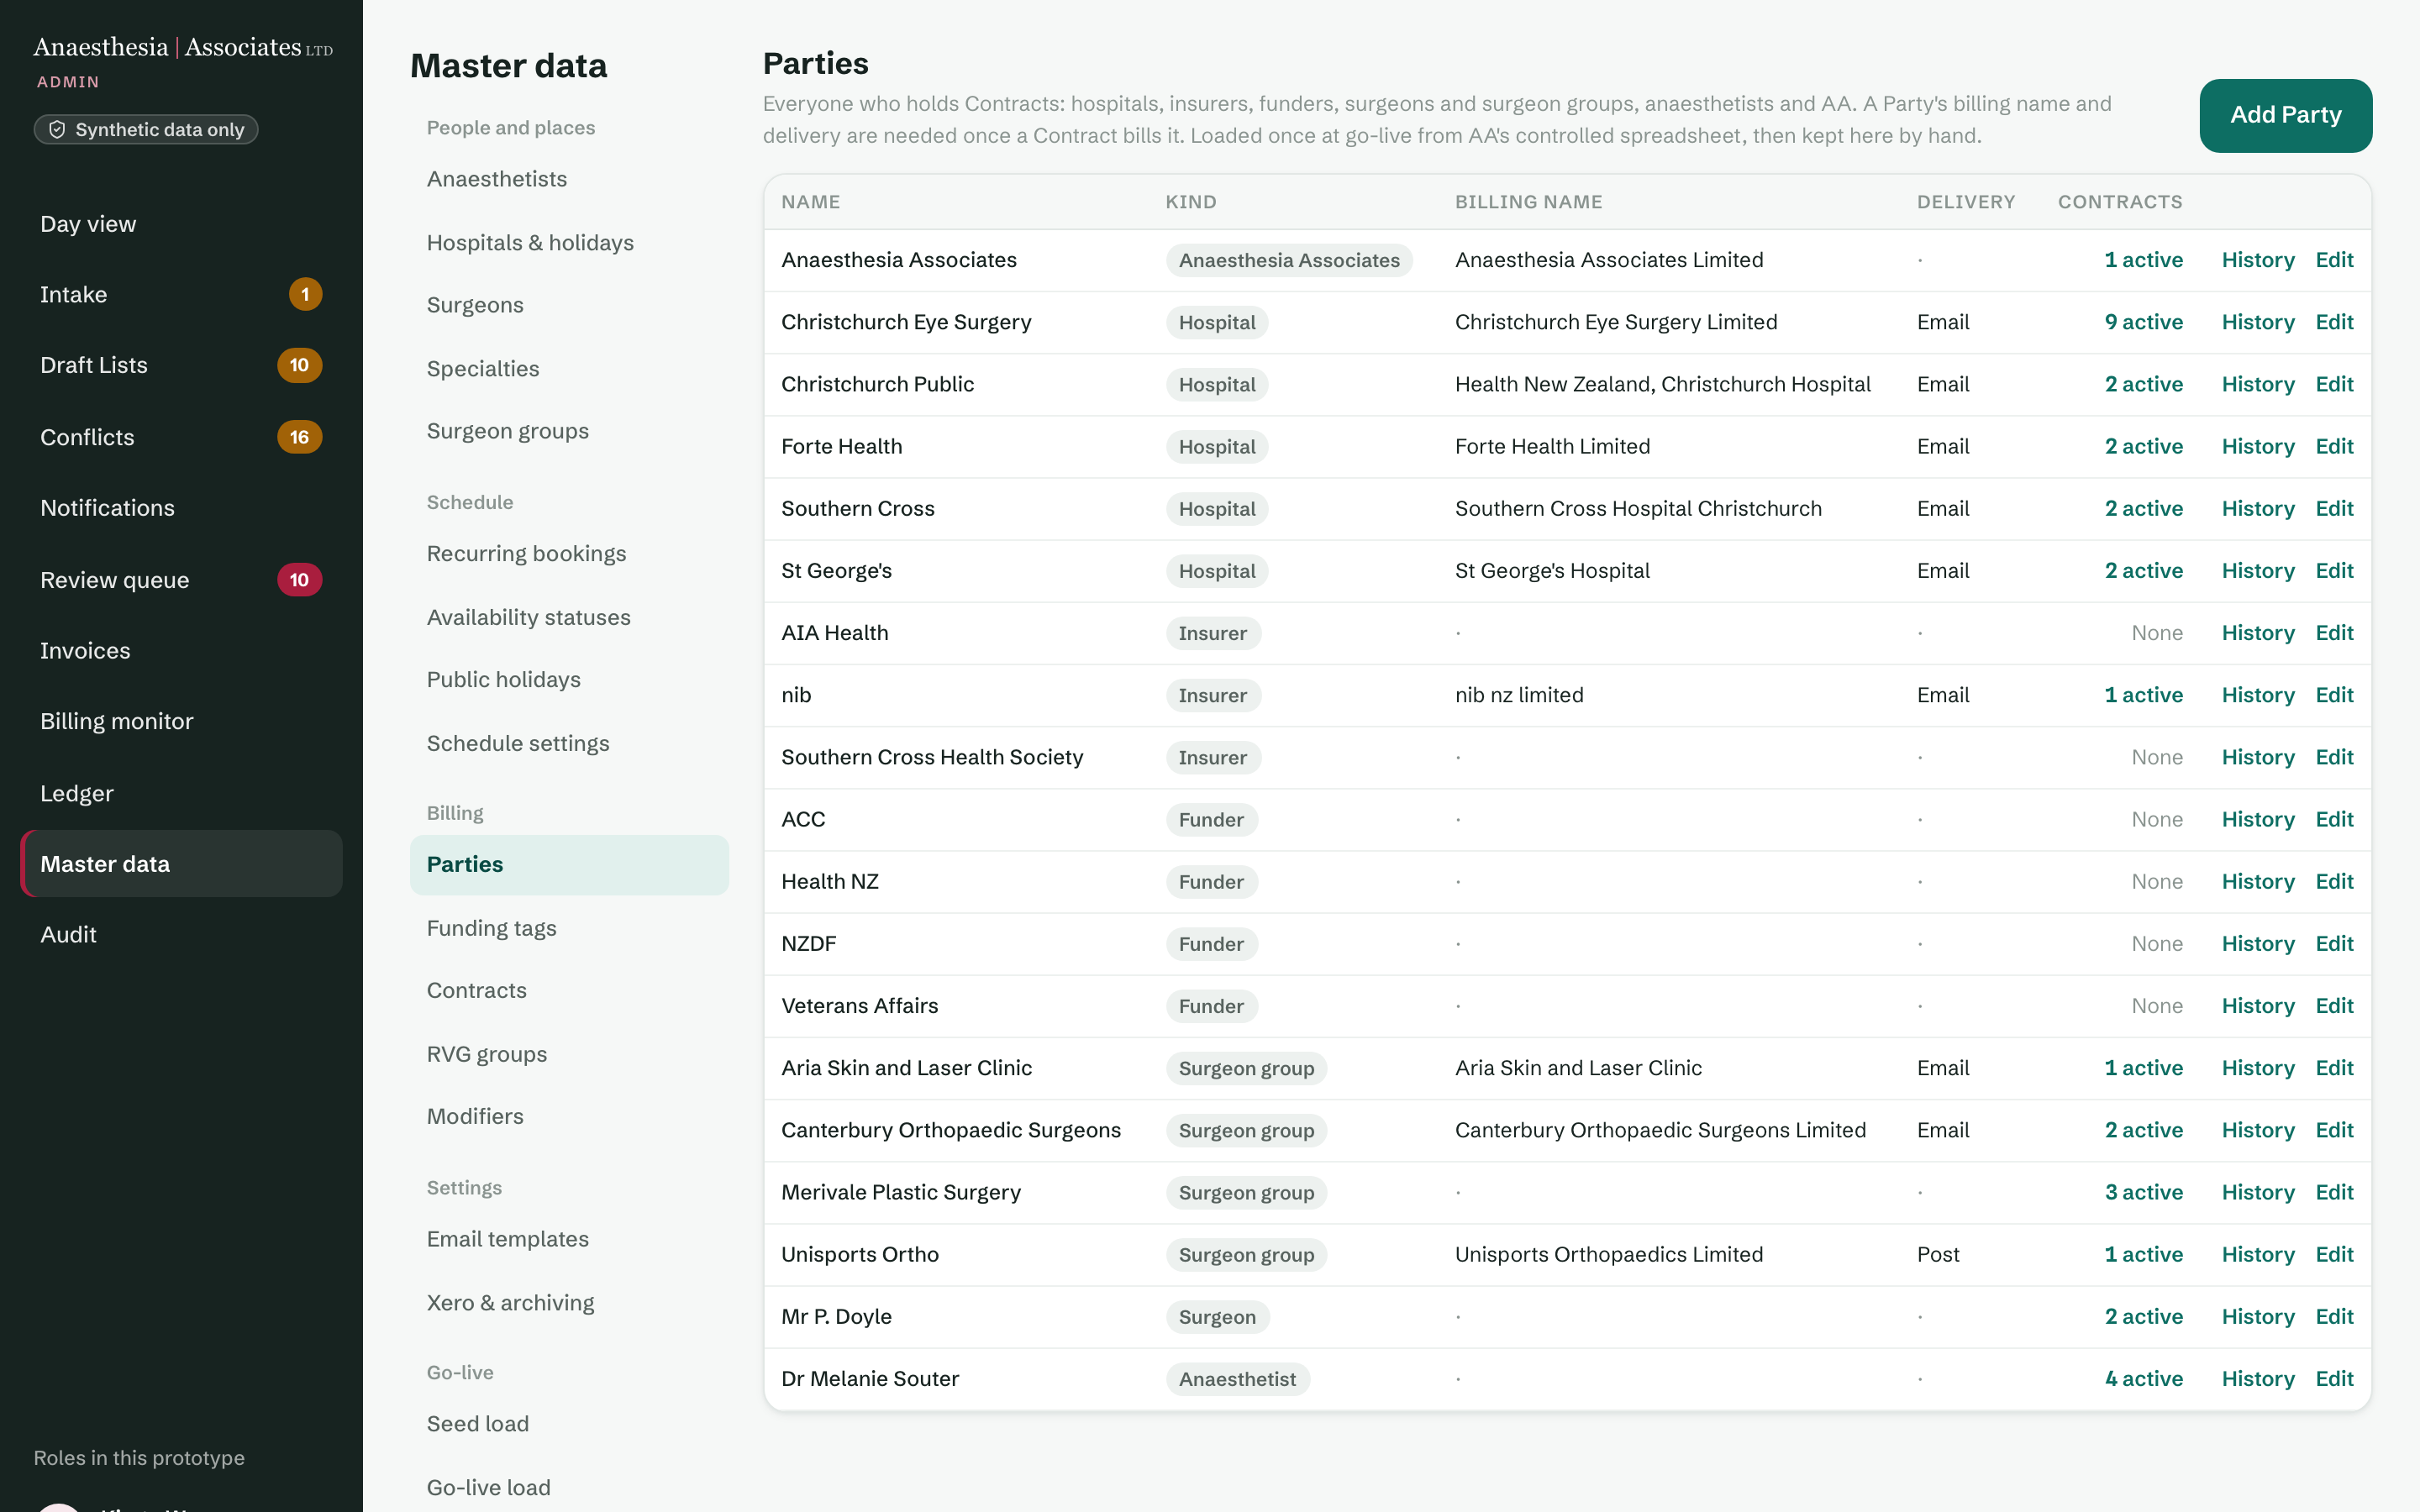 Anaesthesia | Associates LTD
ADMIN
Synthetic data only
Day view
Intake 1
Draft Lists 10
Conflicts 16
Notifications
Review queue 10
Invoices
Billing monitor
Ledger
Master data
Audit
Roles in this prototype
Master data
People and places
Anaesthetists
Hospitals & holidays
Surgeons
Specialties
Surgeon groups
Schedule
Recurring bookings
Availability statuses
Public holidays
Schedule settings
Billing
Parties
Funding tags
Contracts
RVG groups
Modifiers
Settings
Email templates
Xero & archiving
Go-live
Seed load
Go-live load
Parties
Everyone who holds Contracts: hospitals, insurers, funders, surgeons and surgeon groups, anaesthetists and AA. A Party's billing name and
delivery are needed once a Contract bills it. Loaded once at go-live from AA's controlled spreadsheet, then kept here by hand.
Add Party
NAME KIND BILLING NAME DELIVERY CONTRACTS
Anaesthesia Associates Anaesthesia Associates Anaesthesia Associates Limited · 1 active History Edit
Christchurch Eye Surgery Hospital Christchurch Eye Surgery Limited Email 9 active History Edit
Christchurch Public Hospital Health New Zealand, Christchurch Hospital Email 2 active History Edit
Forte Health Hospital Forte Health Limited Email 2 active History Edit
Southern Cross Hospital Southern Cross Hospital Christchurch Email 2 active History Edit
St George's Hospital St George's Hospital Email 2 active History Edit
AIA Health Insurer · · None History Edit
nib Insurer nib nz limited Email 1 active History Edit
Southern Cross Health Society Insurer · · None History Edit
ACC Funder · · None History Edit
Health NZ Funder · · None History Edit
NZDF Funder · · None History Edit
Veterans Affairs Funder · · None History Edit
Aria Skin and Laser Clinic Surgeon group Aria Skin and Laser Clinic Email 1 active History Edit
Canterbury Orthopaedic Surgeons Surgeon group Canterbury Orthopaedic Surgeons Limited Email 2 active History Edit
Merivale Plastic Surgery Surgeon group · · 3 active History Edit
Unisports Ortho Surgeon group Unisports Orthopaedics Limited Post 1 active History Edit
Mr P. Doyle Surgeon · · 2 active History Edit
Dr Melanie Souter Anaesthetist · · 4 active History Edit